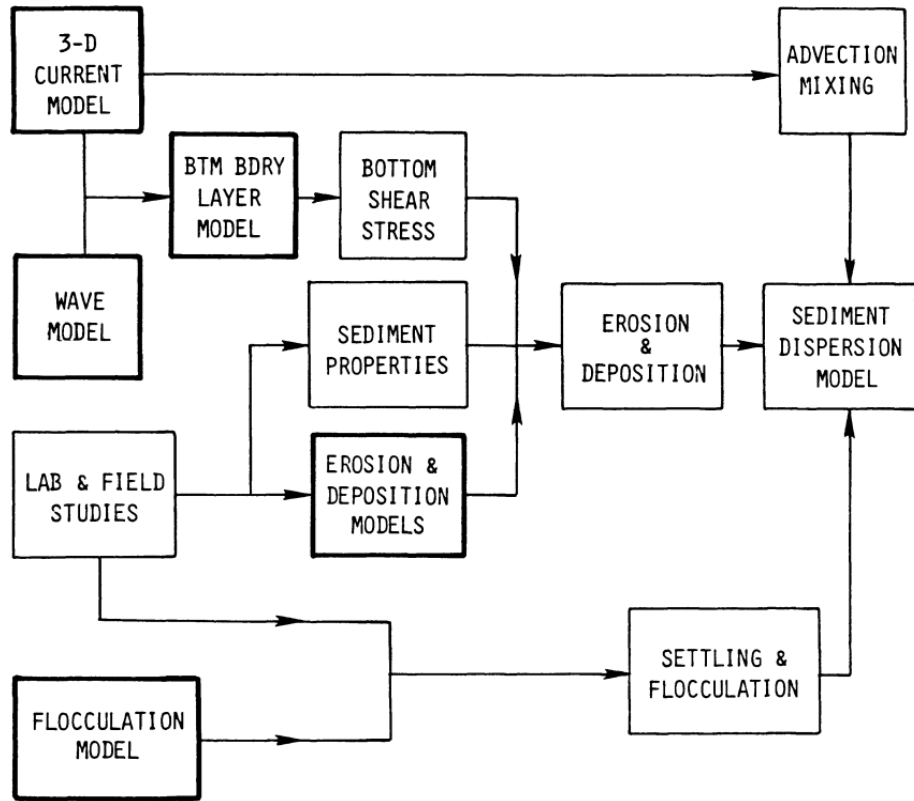 3-D
CURRENT
MODEL
ADVECTION
MIXING
BTM BDRY
LAYER
MODEL
BOTTOM
SHEAR
STRESS
WAVE
MODEL
SEDIMENT
PROPERTIES
EROSION
&
DEPOSITION
SEDIMENT
DISPERSION
MODEL
LAB & FIELD
STUDIES
EROSION &
DEPOSITION
MODELS
SETTLING &
FLOCCULATION
FLOCCULATION
MODEL